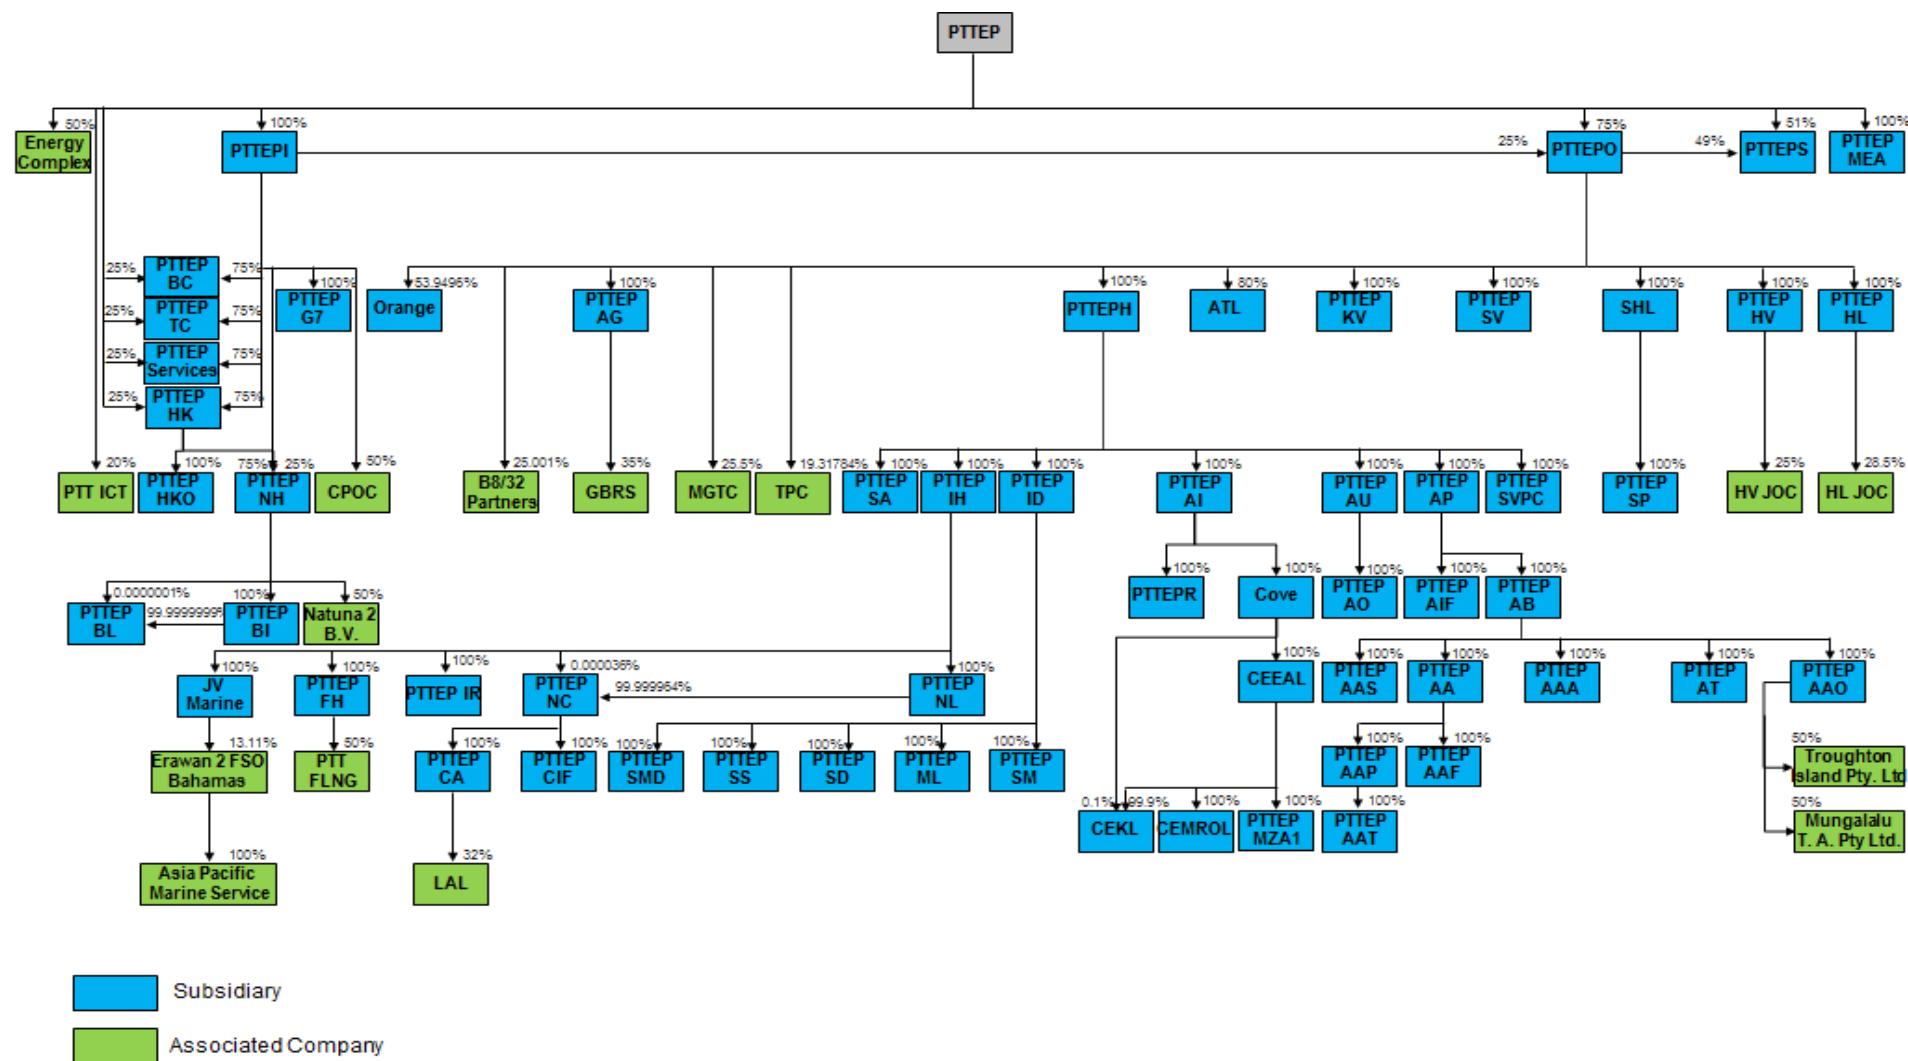 PTTEP
50%
100%
75%
51%
100%
Energy
Complex
PTTEPI
25%
PTTEPO
49%
PTTEPS
PTTEP
MEA
25%
PTTEP
BC
75%
25%
PTTEP
TC
75%
25%
PTTEP
Services
75%
25%
PTTEP
HK
75%
100%
PTTEP
G7
53.9496%
Orange
100%
PTTEP
AG
100%
PTTEPH
80%
ATL
100%
PTTEP
KV
100%
PTTEP
SV
100%
SHL
100%
PTTEP
HV
100%
PTTEP
HL
20%
PTT ICT
100%
PTTEP
HKO
75%
25%
PTTEP
NH
50%
CPOC
25.001%
B8/32
Partners
35%
GBRS
25.5%
MGTC
19.31784%
TPC
100%
PTTEP
SA
100%
PTTEP
IH
100%
PTTEP
ID
100%
PTTEP
AI
100%
PTTEP
AU
100%
PTTEP
AP
100%
PTTEP
SVPC
100%
PTTEP
SP
25%
HV JOC
28.5%
HL JOC
0.0000001%
PTTEP
BL
99.9999999%
100%
PTTEP
BI
50%
Natuna 2
B.V.
100%
PTTEPR
100%
Cove
100%
PTTEP
AO
100%
PTTEP
AIF
100%
PTTEP
AB
100%
JV
Marine
100%
PTTEP
FH
100%
PTTEP IR
0.000036%
PTTEP
NC
99.999964%
100%
PTTEP
NL
100%
CEEAL
100%
PTTEP
AAS
100%
PTTEP
AA
100%
PTTEP
AAA
100%
PTTEP
AT
100%
PTTEP
AAO
13.11%
Erawan 2 FSO
Bahamas
50%
PTT
FLNG
100%
PTTEP
CA
100%
PTTEP
CIF
100%
PTTEP
SMD
100%
PTTEP
SS
100%
PTTEP
SD
100%
PTTEP
ML
100%
PTTEP
SM
100%
PTTEP
AAP
100%
PTTEP
AAF
50%
Troughton
Island Pty. Ltd
0.1%
99.9%
CEKL
100%
CEMROL
100%
PTTEP
MZA1
100%
PTTEP
AAT
50%
Mungalalu
T. A. Pty Ltd.
100%
Asia Pacific
Marine Service
32%
LAL
Subsidiary
Associated Company